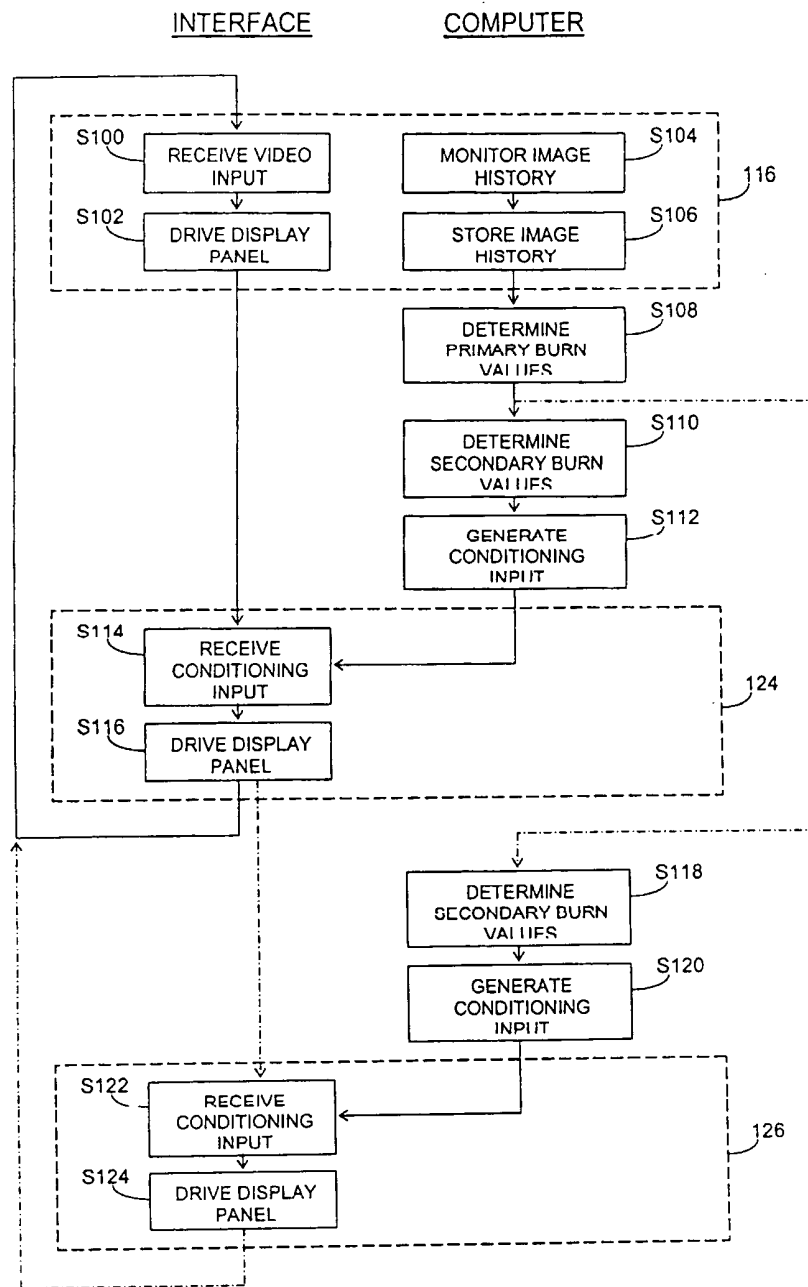 INTERFACE COMPUTER
S100
RECEIVE VIDEO
INPUT
S102
DRIVE DISPLAY
PANEL
MONITOR IMAGE
HISTORY
S104
STORE IMAGE
HISTORY
S106
116
DETERMINE
PRIMARY BURN
VALUES
S108
DETERMINE
SECONDARY BURN
VALUES
S110
GENERATE
CONDITIONING
INPUT
S112
S114
RECEIVE
CONDITIONING
INPUT
S116
DRIVE DISPLAY
PANEL
124
DETERMINE
SECONDARY BURN
VALUES
S118
GENERATE
CONDITIONING
INPUT
S120
S122
RECEIVE
CONDITIONING
INPUT
S124
DRIVE DISPLAY
PANEL
126